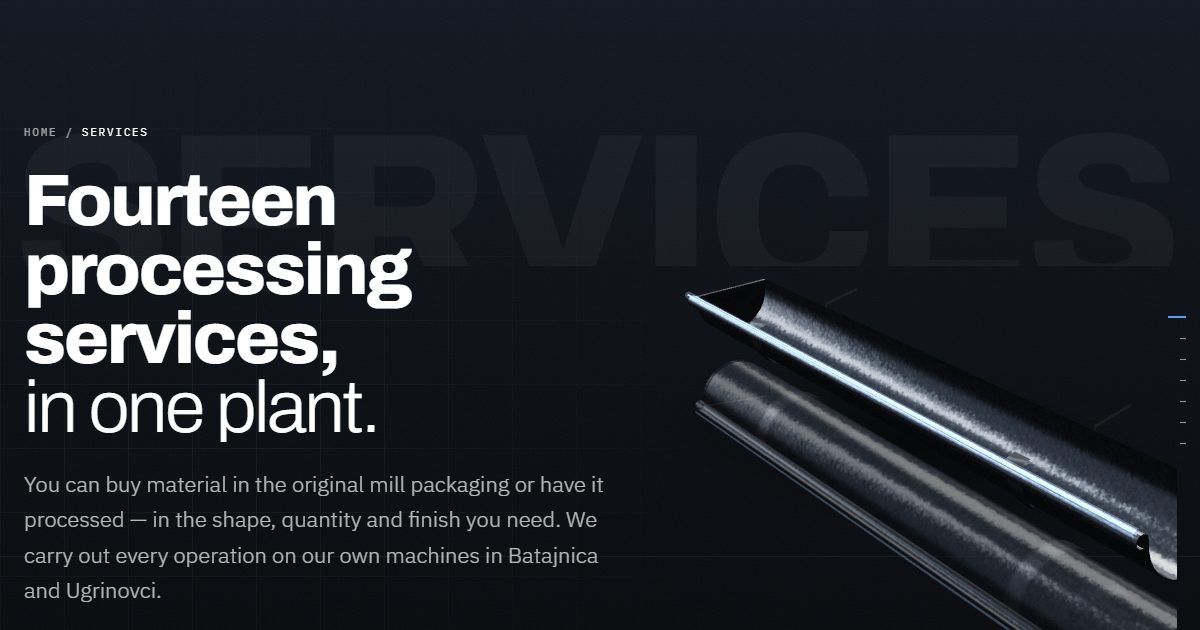 HOME / SERVICES
SERVICES
Fourteen
processing
services,
in one plant.
You can buy material in the original mill packaging or have it
processed — in the shape, quantity and finish you need. We
carry out every operation on our own machines in Batajnica
and Ugrinovci.